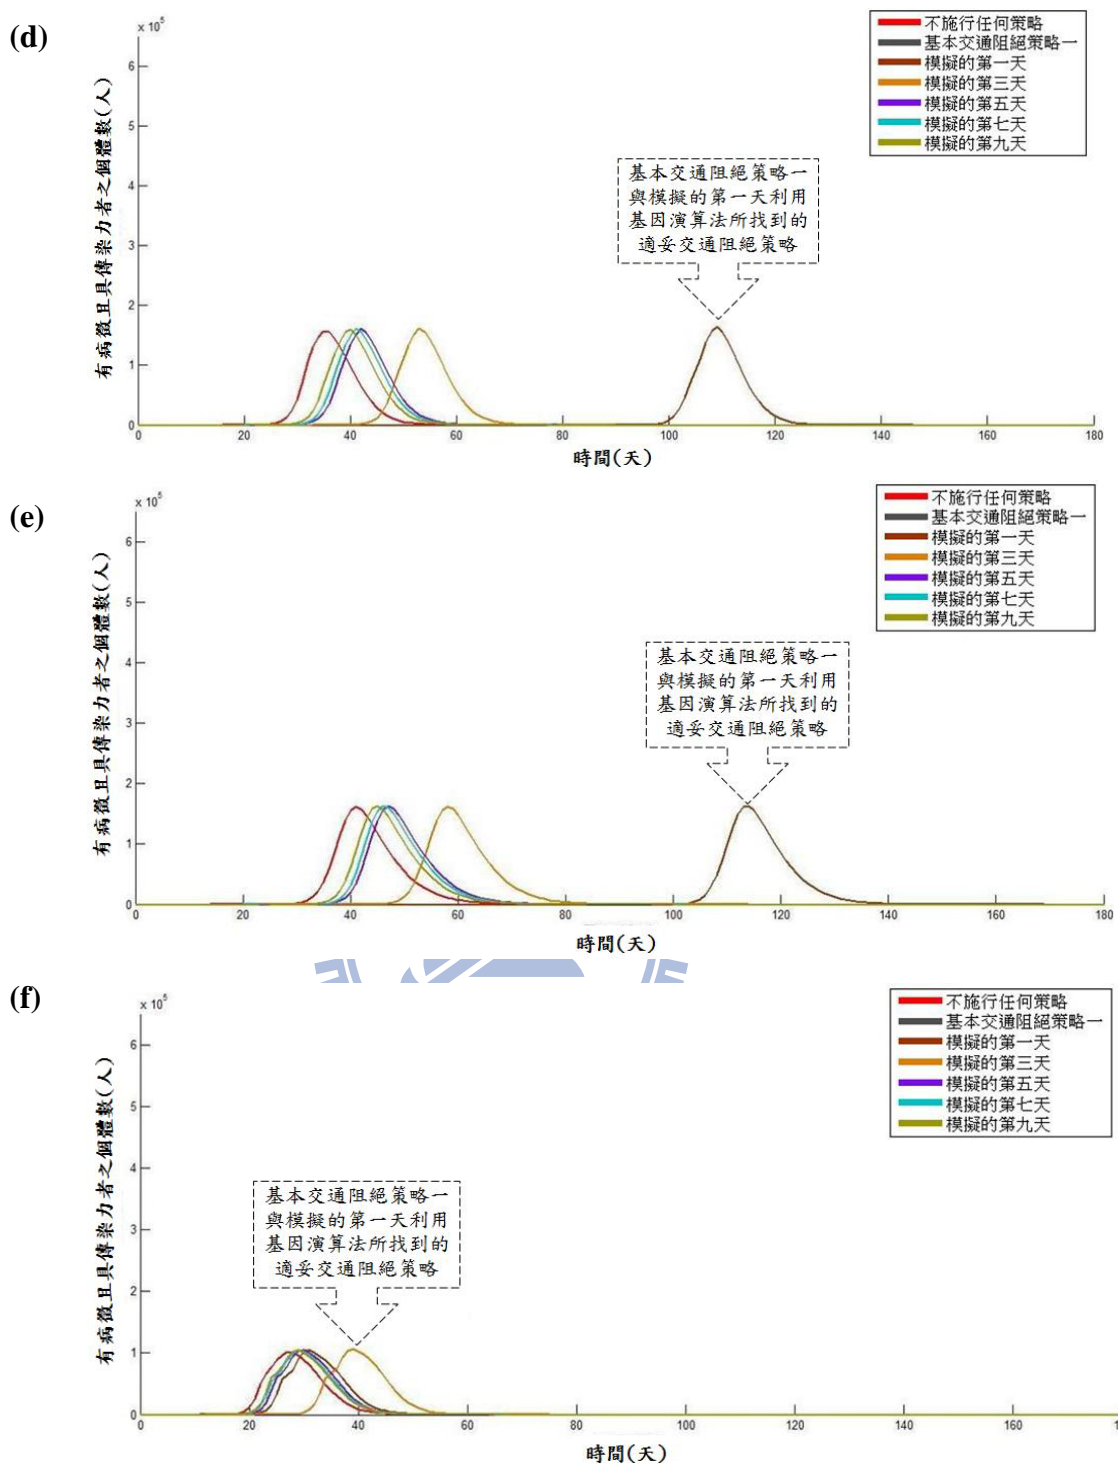 (d)
x 10^5
不施行任何策略
基本交通阻絕策略一
模擬的第一天
模擬的第三天
模擬的第五天
模擬的第七天
模擬的第九天
有病徵且具傳染力者之個體數(人)
6
5
4
3
2
1
0
基本交通阻絕策略一
與模擬的第一天利用
基因演算法所找到的
適妥交通阻絕策略
0 20 40 60 80 100 120 140 160 180
時間(天)
(e)
x 10^5
不施行任何策略
基本交通阻絕策略一
模擬的第一天
模擬的第三天
模擬的第五天
模擬的第七天
模擬的第九天
有病徵且具傳染力者之個體數(人)
6
5
4
3
2
1
0
基本交通阻絕策略一
與模擬的第一天利用
基因演算法所找到的
適妥交通阻絕策略
0 20 40 60 80 100 120 140 160 180
時間(天)
(f)
x 10^5
不施行任何策略
基本交通阻絕策略一
模擬的第一天
模擬的第三天
模擬的第五天
模擬的第七天
模擬的第九天
有病徵且具傳染力者之個體數(人)
6
5
4
3
2
1
0
基本交通阻絕策略一
與模擬的第一天利用
基因演算法所找到的
適妥交通阻絕策略
0 20 40 60 80 100 120 140 160
時間(天)